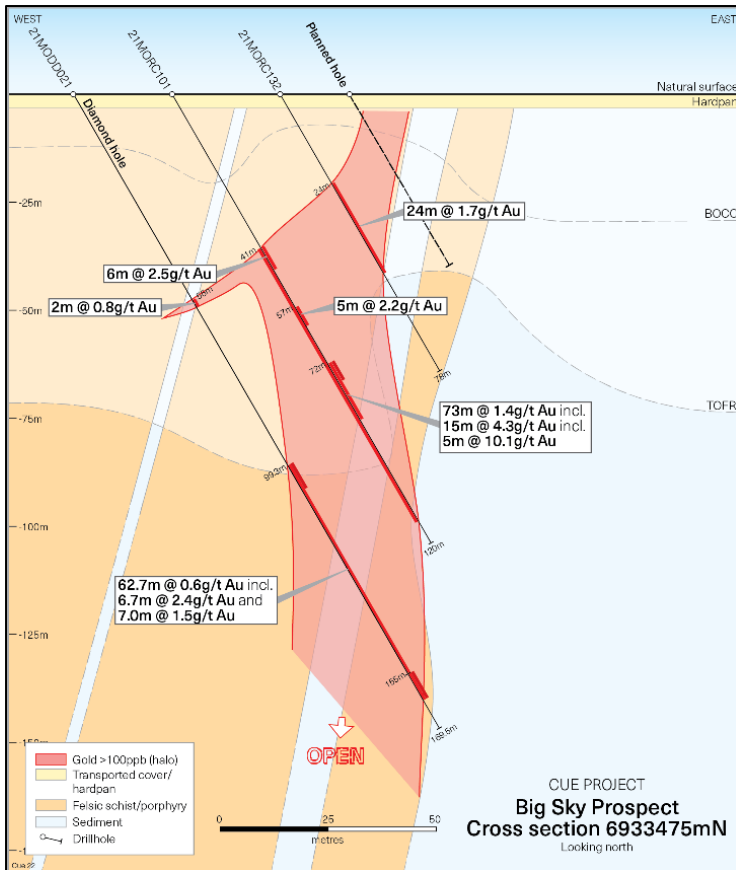 WEST
EAST
21MODD021
21MORC101
21MORC132
Planned hole
Diamond hole
Natural surface
Hardpan
24m
24m @ 1.7g/t Au
-25m
BOCO
41m
6m @ 2.5g/t Au
2m @ 0.8g/t Au
-50m
57m
5m @ 2.2g/t Au
72m
78m
TOFR
-75m
73m @ 1.4g/t Au incl.
15m @ 4.3g/t Au incl.
5m @ 10.1g/t Au
99.3m
-100m
120m
62.7m @ 0.6g/t Au incl.
6.7m @ 2.4g/t Au and
7.0m @ 1.5g/t Au
-125m
155m
169.5m
OPEN
Gold >100ppb (halo)
Transported cover/
hardpan
Felsic schist/porphyry
Sediment
Drillhole
Cue22
0
25
50
metres
CUE PROJECT
Big Sky Prospect
Cross section 6933475mN
Looking north